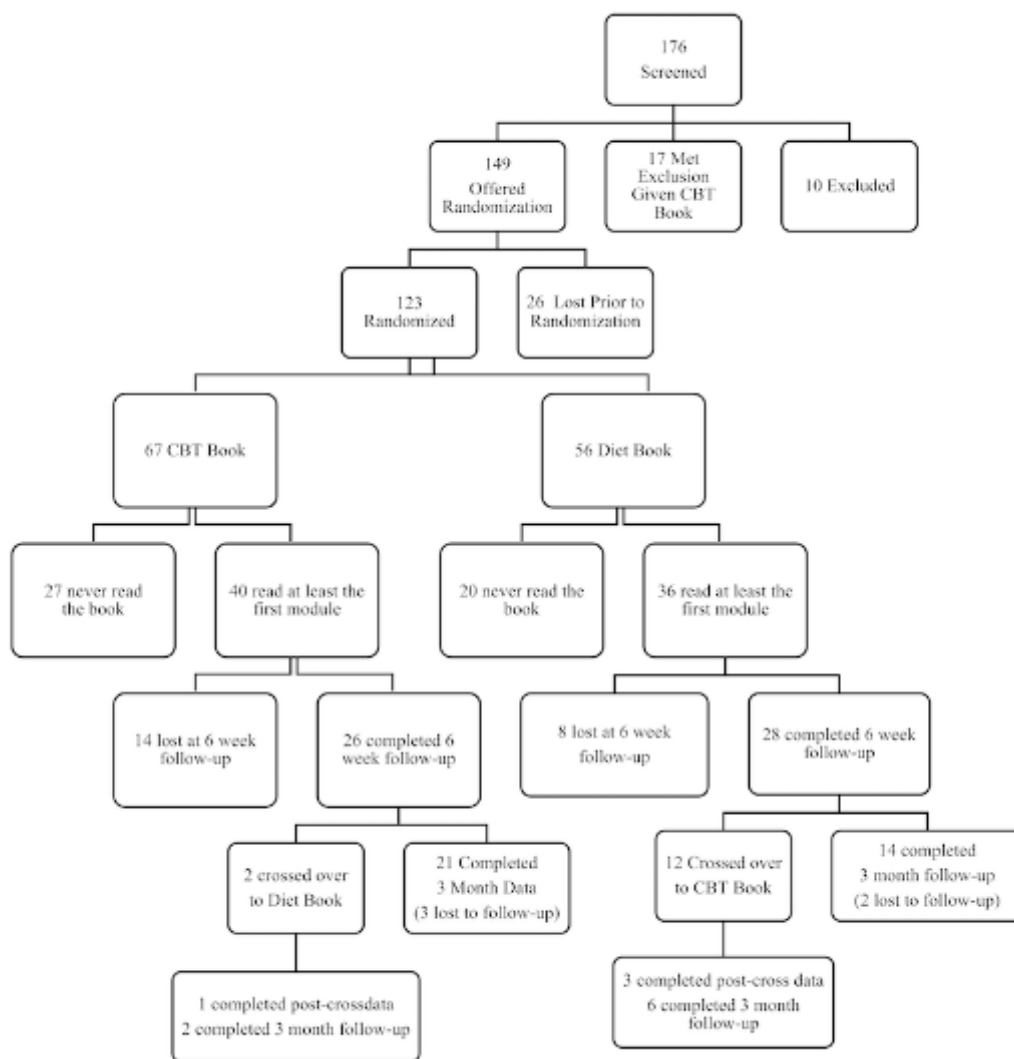 176
Screened
149
Offered
Randomization
17 Met
Exclusion
Given CBT
Book
10 Excluded
123
Randomized
26 Lost Prior to
Randomization
67 CBT Book
56 Diet Book
27 never read
the book
40 read at least the
first module
20 never read the
book
36 read at least the
first module
14 lost at 6 week
follow-up
26 completed 6
week follow-up
8 lost at 6 week
follow-up
28 completed 6 week
follow-up
2 crossed over
to Diet Book
21 Completed
3 Month Data
(3 lost to follow-up)
12 Crossed over
to CBT Book
14 completed
3 month follow-up
(2 lost to follow-up)
1 completed post-crossdata
2 completed 3 month follow-up
3 completed post-cross data
6 completed 3 month
follow-up